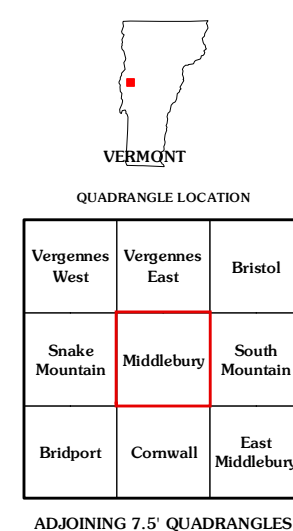 VERMONT
QUADRANGLE LOCATION
Vergennes West
Vergennes East
Bristol
Snake Mountain
Middlebury
South Mountain
Bridport
Cornwall
East Middlebury
ADJOINING 7.5' QUADRANGLES